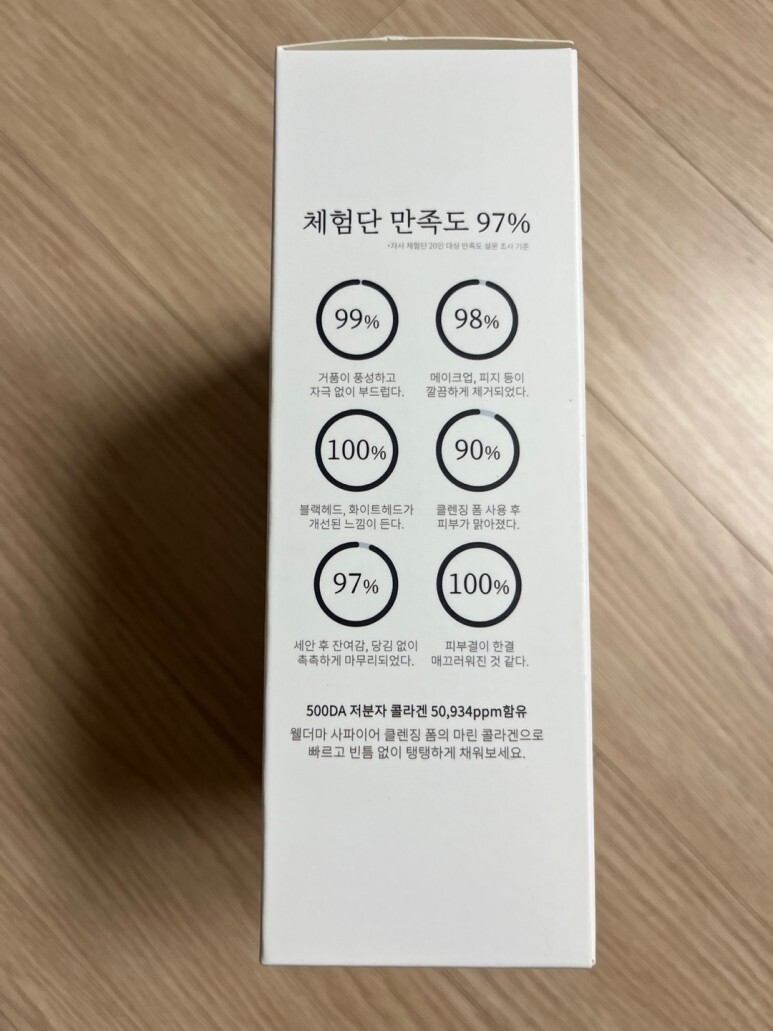 체험단 만족도 97%
*자사 체험단 20인 대상 만족도 설문 조사 기준
99%
98%
거품이 풍성하고
자극 없이 부드럽다.
메이크업, 피지 등이
깔끔하게 제거되었다.
100%
90%
블랙헤드, 화이트헤드가
개선된 느낌이 든다.
클렌징 폼 사용 후
피부가 맑아졌다.
97%
100%
세안 후 잔여감, 당김 없이
촉촉하게 마무리되었다.
피부결이 한결
매끄러워진 것 같다.
500DA 저분자 콜라겐 50,934ppm함유
웰더마 사파이어 클렌징 폼의 마린 콜라겐으로
빠르고 빈틈 없이 탱탱하게 채워보세요.